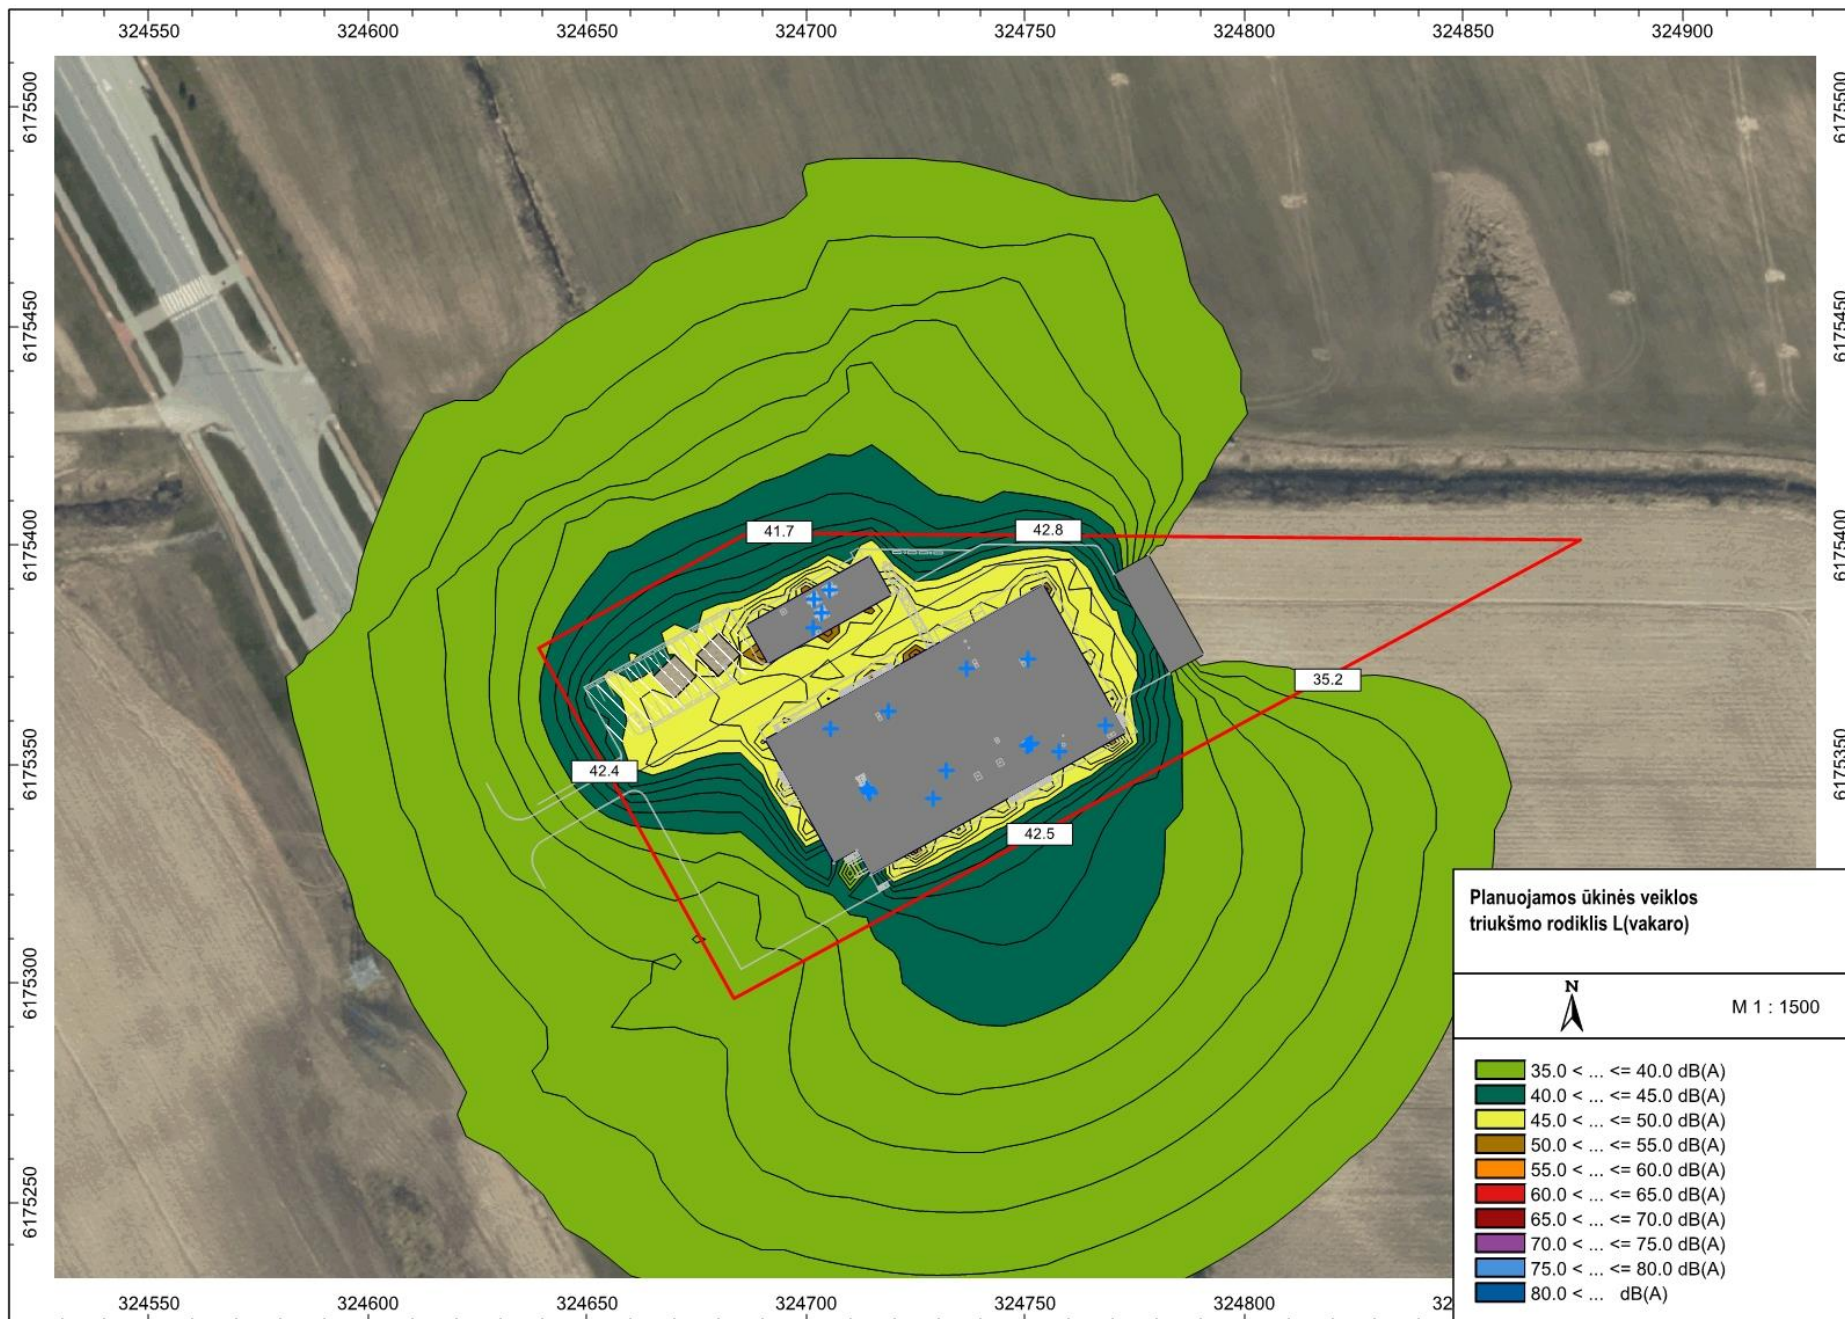 324550 324600 324650 324700 324750 324800 324850 324900
6175500 6175500
6175450 6175450
6175400 6175400
6175350 6175350
6175300
6175250
41.7
42.8
35.2
42.4
42.5
Planuojamos ūkinės veiklos
triukšmo rodiklis L(vakaro)
N
M 1 : 1500
35.0 < ... <= 40.0 dB(A)
40.0 < ... <= 45.0 dB(A)
45.0 < ... <= 50.0 dB(A)
50.0 < ... <= 55.0 dB(A)
55.0 < ... <= 60.0 dB(A)
60.0 < ... <= 65.0 dB(A)
65.0 < ... <= 70.0 dB(A)
70.0 < ... <= 75.0 dB(A)
75.0 < ... <= 80.0 dB(A)
80.0 < ... dB(A)
324550 324600 324650 324700 324750 324800 32